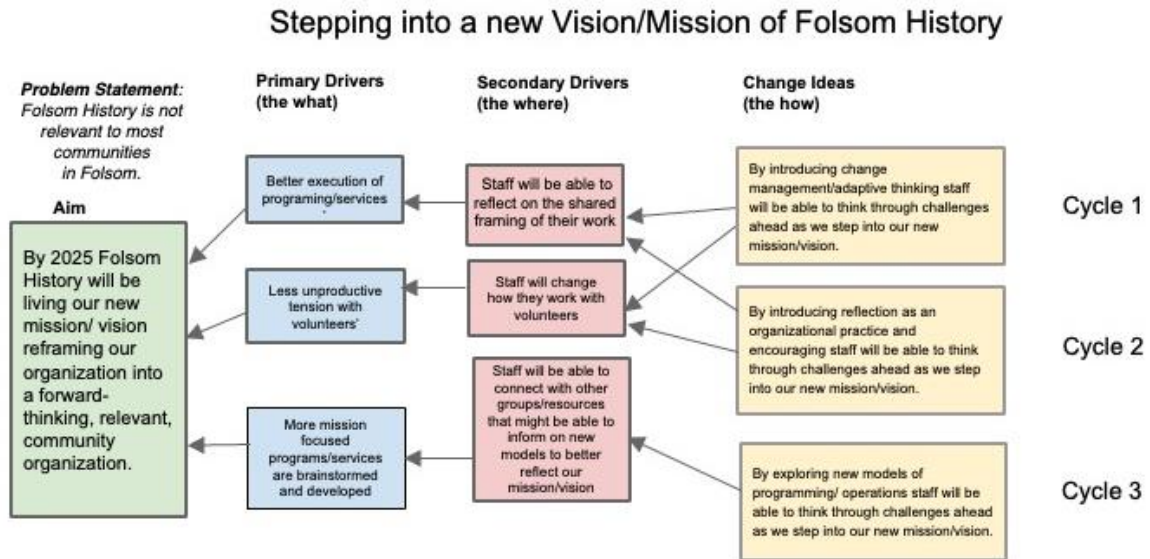 Stepping into a new Vision/Mission of Folsom History
Problem Statement:
Folsom History is not
relevant to most
communities
in Folsom.
Aim
By 2025 Folsom
History will be
living our new
mission/ vision
reframing our
organization into
a forward-
thinking, relevant,
community
organization.
Primary Drivers
(the what)
Better execution of
programing/services
Less unproductive
tension with
volunteers'
More mission
focused
programs/services
are brainstormed
and developed
Secondary Drivers
(the where)
Staff will be able to
reflect on the shared
framing of their work
Staff will change
how they work with
volunteers
Staff will be able to
connect with other
groups/resources
that might be able to
inform on new
models to better
reflect our
mission/vision
Change Ideas
(the how)
By introducing change
management/adaptive thinking staff
will be able to think through challenges
ahead as we step into our new
mission/vision.
By introducing reflection as an
organizational practice and
encouraging staff will be able to think
through challenges ahead as we step
into our new mission/vision.
By exploring new models of
programming/ operations staff will be
able to think through challenges ahead
as we step into our new mission/vision.
Cycle 1
Cycle 2
Cycle 3